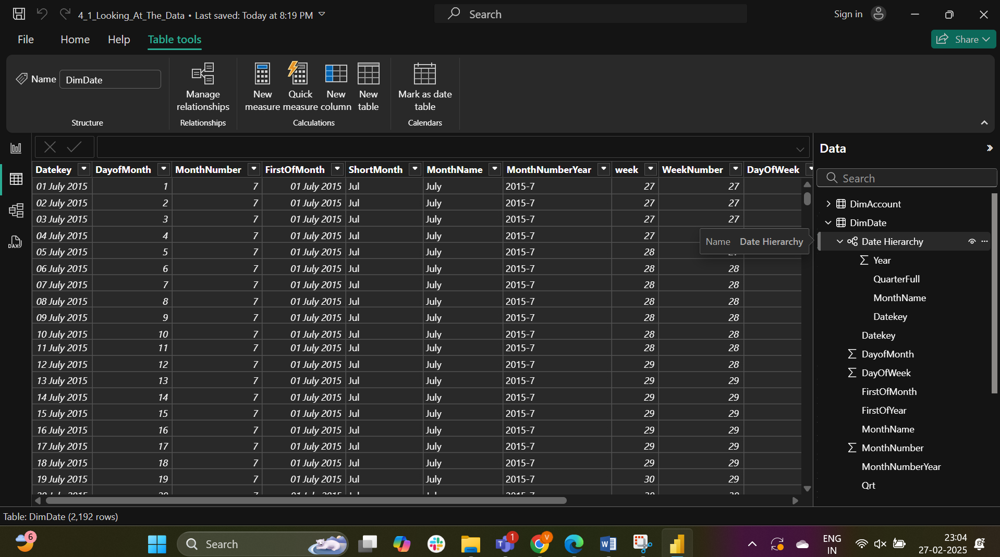 4_1_Looking_At_The_Data • Last saved: Today at 8:19 PM
Search
Sign in
File Home Help Table tools
Share
Name DimDate
Manage relationships
New measure
Quick measure
New column
New table
Mark as date table
Structure Relationships Calculations Calendars
Data
Search
Datekey DayofMonth MonthNumber FirstOfMonth ShortMonth MonthName MonthNumberYear week WeekNumber DayOfWeek
01 July 2015 1 7 01 July 2015 Jul July 2015-7 27 27
02 July 2015 2 7 01 July 2015 Jul July 2015-7 27 27
03 July 2015 3 7 01 July 2015 Jul July 2015-7 27 27
04 July 2015 4 7 01 July 2015 Jul July 2015-7 27
05 July 2015 5 7 01 July 2015 Jul July 2015-7 28
06 July 2015 6 7 01 July 2015 Jul July 2015-7 28 28
07 July 2015 7 7 01 July 2015 Jul July 2015-7 28 28
08 July 2015 8 7 01 July 2015 Jul July 2015-7 28 28
09 July 2015 9 7 01 July 2015 Jul July 2015-7 28 28
10 July 2015 10 7 01 July 2015 Jul July 2015-7 28 28
11 July 2015 11 7 01 July 2015 Jul July 2015-7 28 28
12 July 2015 12 7 01 July 2015 Jul July 2015-7 29 28
13 July 2015 13 7 01 July 2015 Jul July 2015-7 29 29
14 July 2015 14 7 01 July 2015 Jul July 2015-7 29 29
15 July 2015 15 7 01 July 2015 Jul July 2015-7 29 29
16 July 2015 16 7 01 July 2015 Jul July 2015-7 29 29
17 July 2015 17 7 01 July 2015 Jul July 2015-7 29 29
18 July 2015 18 7 01 July 2015 Jul July 2015-7 29 29
19 July 2015 19 7 01 July 2015 Jul July 2015-7 30 29
Name Date Hierarchy
DimAccount
DimDate
Date Hierarchy
Σ Year
QuarterFull
MonthName
Datekey
Datekey
Σ DayofMonth
Σ DayOfWeek
FirstOfMonth
FirstOfYear
MonthName
Σ MonthNumber
MonthNumberYear
Qrt
DAX
Table: DimDate (2,192 rows)
6
Search
1
V
ENG
IN
23:04
27-02-2025